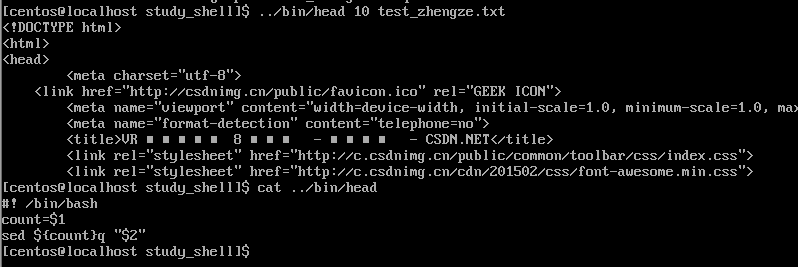 [centos@localhost study_shell]$ ../bin/head 10 test_zhengze.txt
<!DOCTYPE html>
<html>
<head>
        <meta charset="utf-8">
    <link href="http://csdnimg.cn/public/favicon.ico" rel="GEEK ICON">
        <meta name="viewport" content="width=device-width, initial-scale=1.0, minimum-scale=1.0, max
        <meta name="format-detection" content="telephone=no">
        <title>VR ■ ■ ■ ■ ■  8 ■ ■ ■   - ■ ■ ■ ■   - CSDN.NET</title>
        <link rel="stylesheet" href="http://c.csdnimg.cn/public/common/toolbar/css/index.css">
        <link rel="stylesheet" href="http://c.csdnimg.cn/cdn/201502/css/font-awesome.min.css">
[centos@localhost study_shell]$ cat ../bin/head
#! /bin/bash
count=$1
sed ${count}q "$2"
[centos@localhost study_shell]$